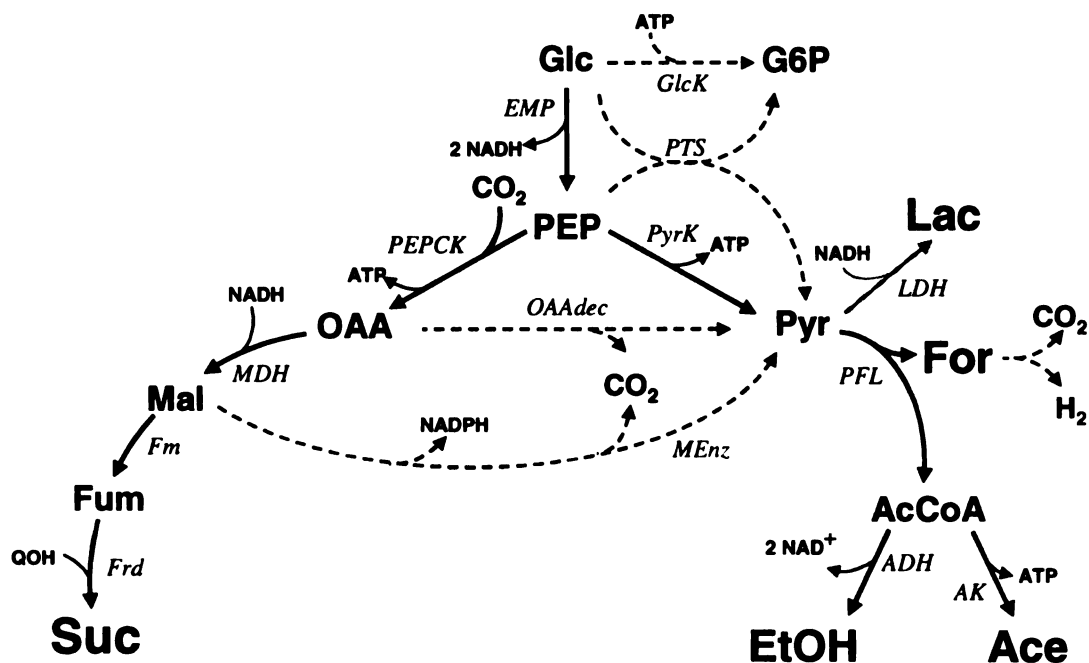 ATP
Glc
G6P
GlcK
EMP
2 NADH
PTS
CO2
PEP
Lac
PEPCK
PyrK
ATP
NADH
ATP
LDH
NADH
OAAdec
OAA
Pyr
CO2
For
MDH
PFL
CO2
Mal
H2
NADPH
MEnz
Fm
Fum
AcCoA
QOH
Frd
2 NAD+
ADH
AK
ATP
Suc
EtOH
Ace